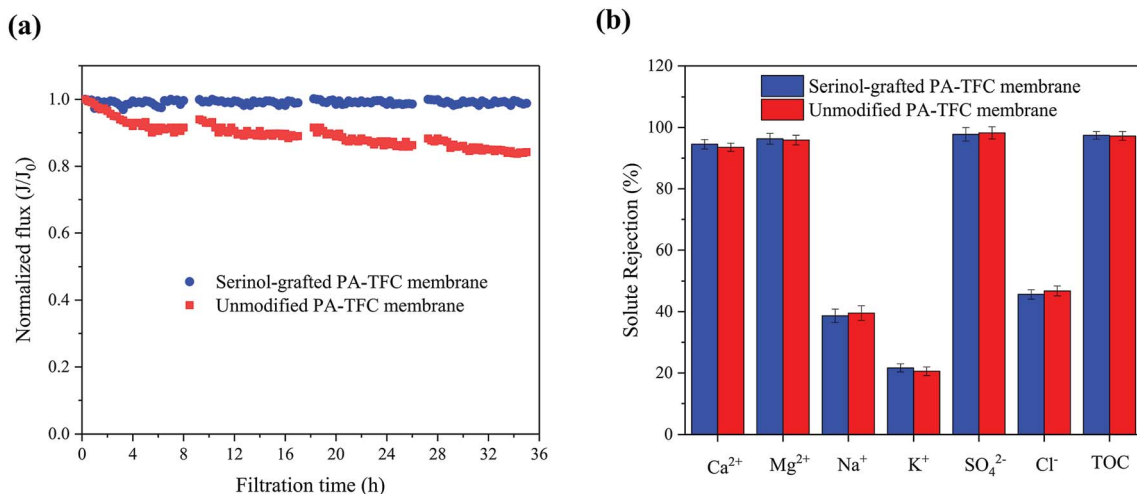 (a)
Normalized flux (J/J₀)
1.0
0.8
0.6
0.4
0.2
0.0
Serinol-grafted PA-TFC membrane
Unmodified PA-TFC membrane
0 4 8 12 16 20 24 28 32 36
Filtration time (h)
(b)
Solute Rejection (%)
120
100
80
60
40
20
0
Serinol-grafted PA-TFC membrane
Unmodified PA-TFC membrane
Ca²⁺ Mg²⁺ Na⁺ K⁺ SO₄²⁻ Cl⁻ TOC